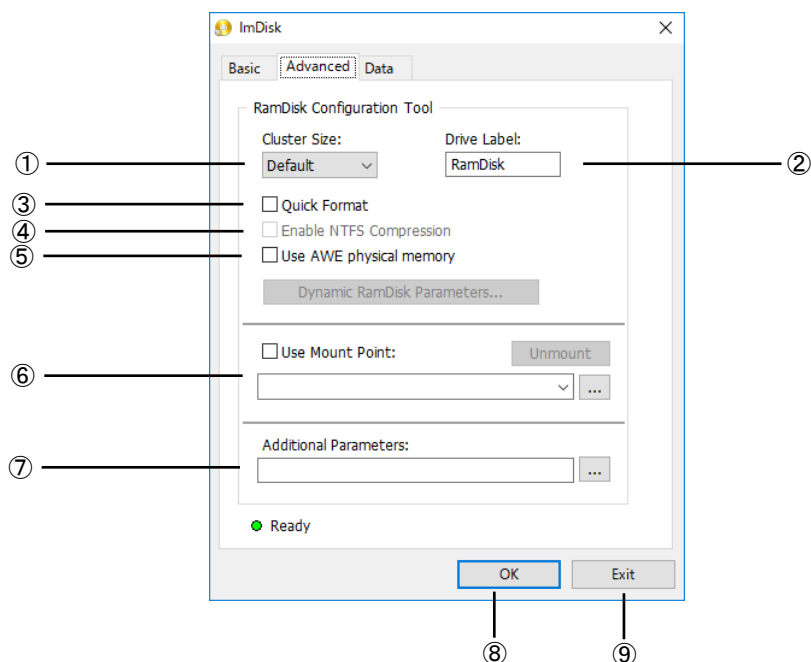 ImDisk
Basic Advanced Data
RamDisk Configuration Tool
Cluster Size: Drive Label:
① Default RamDisk ②
③ Quick Format
④ Enable NTFS Compression
⑤ Use AWE physical memory
Dynamic RamDisk Parameters...
Use Mount Point: Unmount
⑥ ...
Additional Parameters:
⑦ ...
Ready
OK Exit
⑧ ⑨